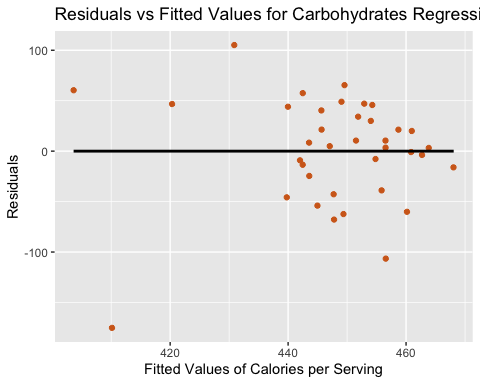 Residuals vs Fitted Values for Carbohydrates Regressi
100
0
-100
Residuals
420
440
460
Fitted Values of Calories per Serving